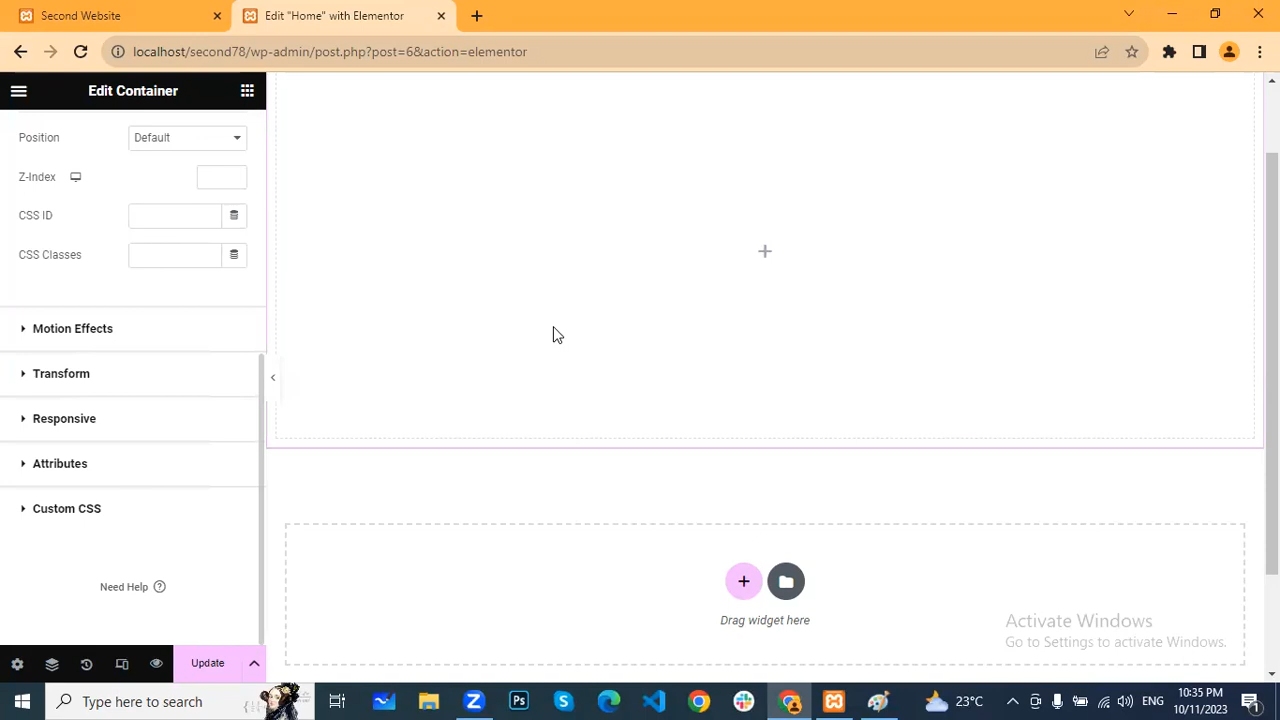 Second Website
Edit "Home" with Elementor
localhost/second78/wp-admin/post.php?post=6&action=elementor
Edit Container
Position
Default
Z-Index
CSS ID
CSS Classes
Motion Effects
Transform
Responsive
Attributes
Custom CSS
Need Help
Update
Drag widget here
Activate Windows
Go to Settings to activate Windows.
Type here to search
23°C
ENG
10:35 PM
10/11/2023